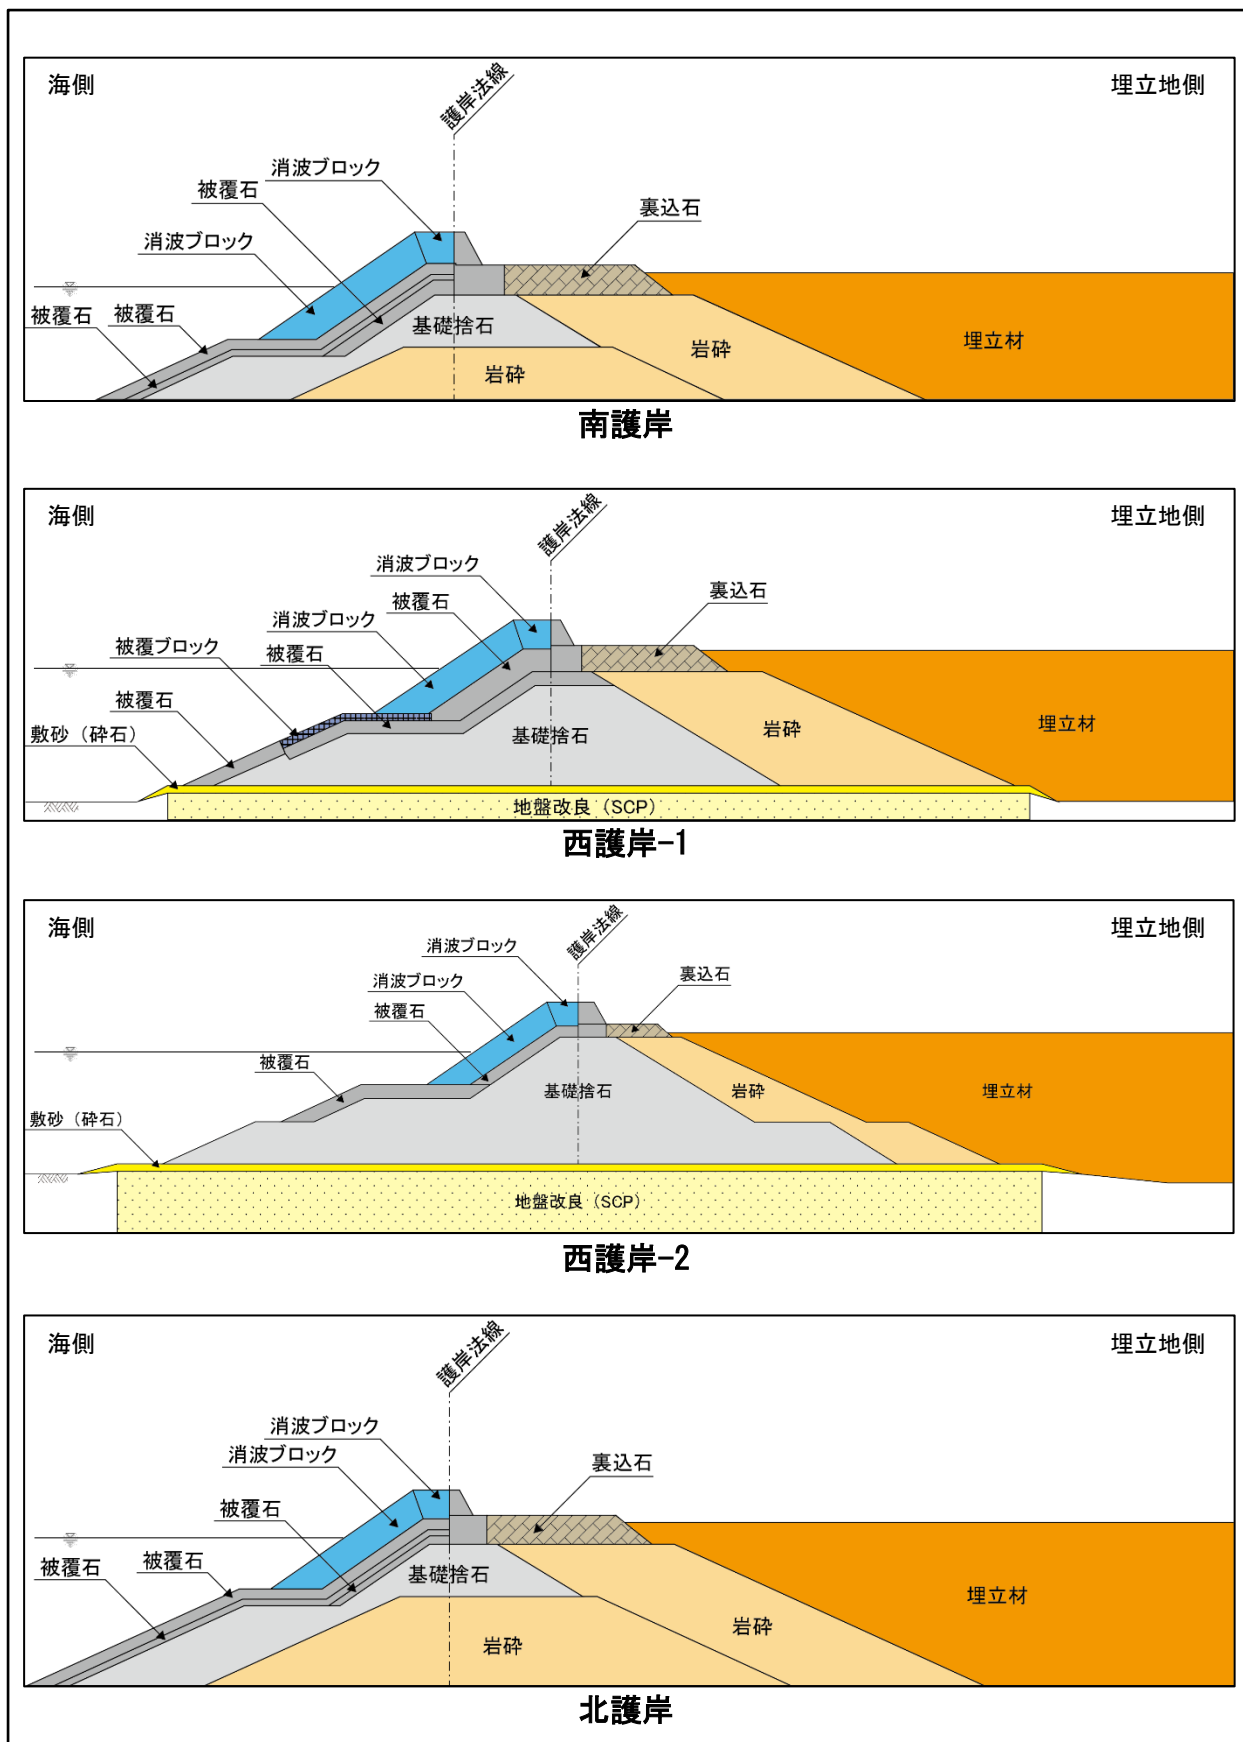 海側
埋立地側
護岸法線
消波ブロック
被覆石
裏込石
消波ブロック
被覆石
被覆石
基礎捨石
岩砕
埋立材
岩砕
南護岸
海側
埋立地側
護岸法線
消波ブロック
裏込石
被覆石
消波ブロック
被覆ブロック
被覆石
被覆石
敷砂（砕石）
基礎捨石
岩砕
埋立材
地盤改良（SCP）
西護岸-1
海側
埋立地側
護岸法線
消波ブロック
消波ブロック
裏込石
被覆石
被覆石
基礎捨石
岩砕
埋立材
敷砂（砕石）
地盤改良（SCP）
西護岸-2
海側
埋立地側
護岸法線
消波ブロック
消波ブロック
裏込石
被覆石
被覆石
被覆石
基礎捨石
埋立材
岩砕
岩砕
北護岸